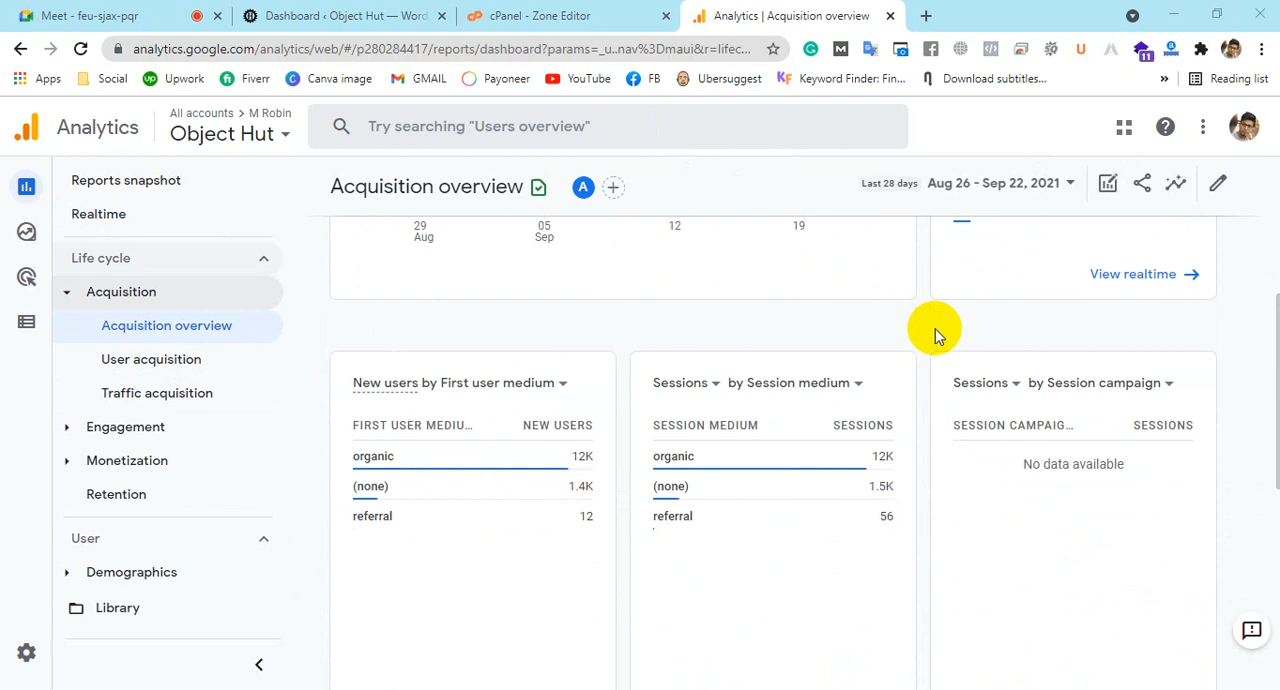 Meet - feu-sjax-pqr
Dashboard ‹ Object Hut — Word
cPanel - Zone Editor
Analytics | Acquisition overview
analytics.google.com/analytics/web/#/p280284417/reports/dashboard?params=_u..nav%3Dmaui&r=lifec...
11
Apps
Social
Upwork
Fiverr
Canva image
GMAIL
Payoneer
YouTube
FB
Ubersuggest
Keyword Finder: Fin...
Download subtitles...
»
Reading list
Analytics
All accounts > M Robin
Object Hut
Try searching "Users overview"
Reports snapshot
Realtime
Life cycle
Acquisition
Acquisition overview
User acquisition
Traffic acquisition
Engagement
Monetization
Retention
User
Demographics
Library
Acquisition overview
A
Last 28 days
Aug 26 - Sep 22, 2021
29
Aug
05
Sep
12
19
View realtime
New users by First user medium
FIRST USER MEDIU... NEW USERS
organic 12K
(none) 1.4K
referral 12
Sessions by Session medium
SESSION MEDIUM SESSIONS
organic 12K
(none) 1.5K
referral 56
Sessions by Session campaign
SESSION CAMPAIG... SESSIONS
No data available